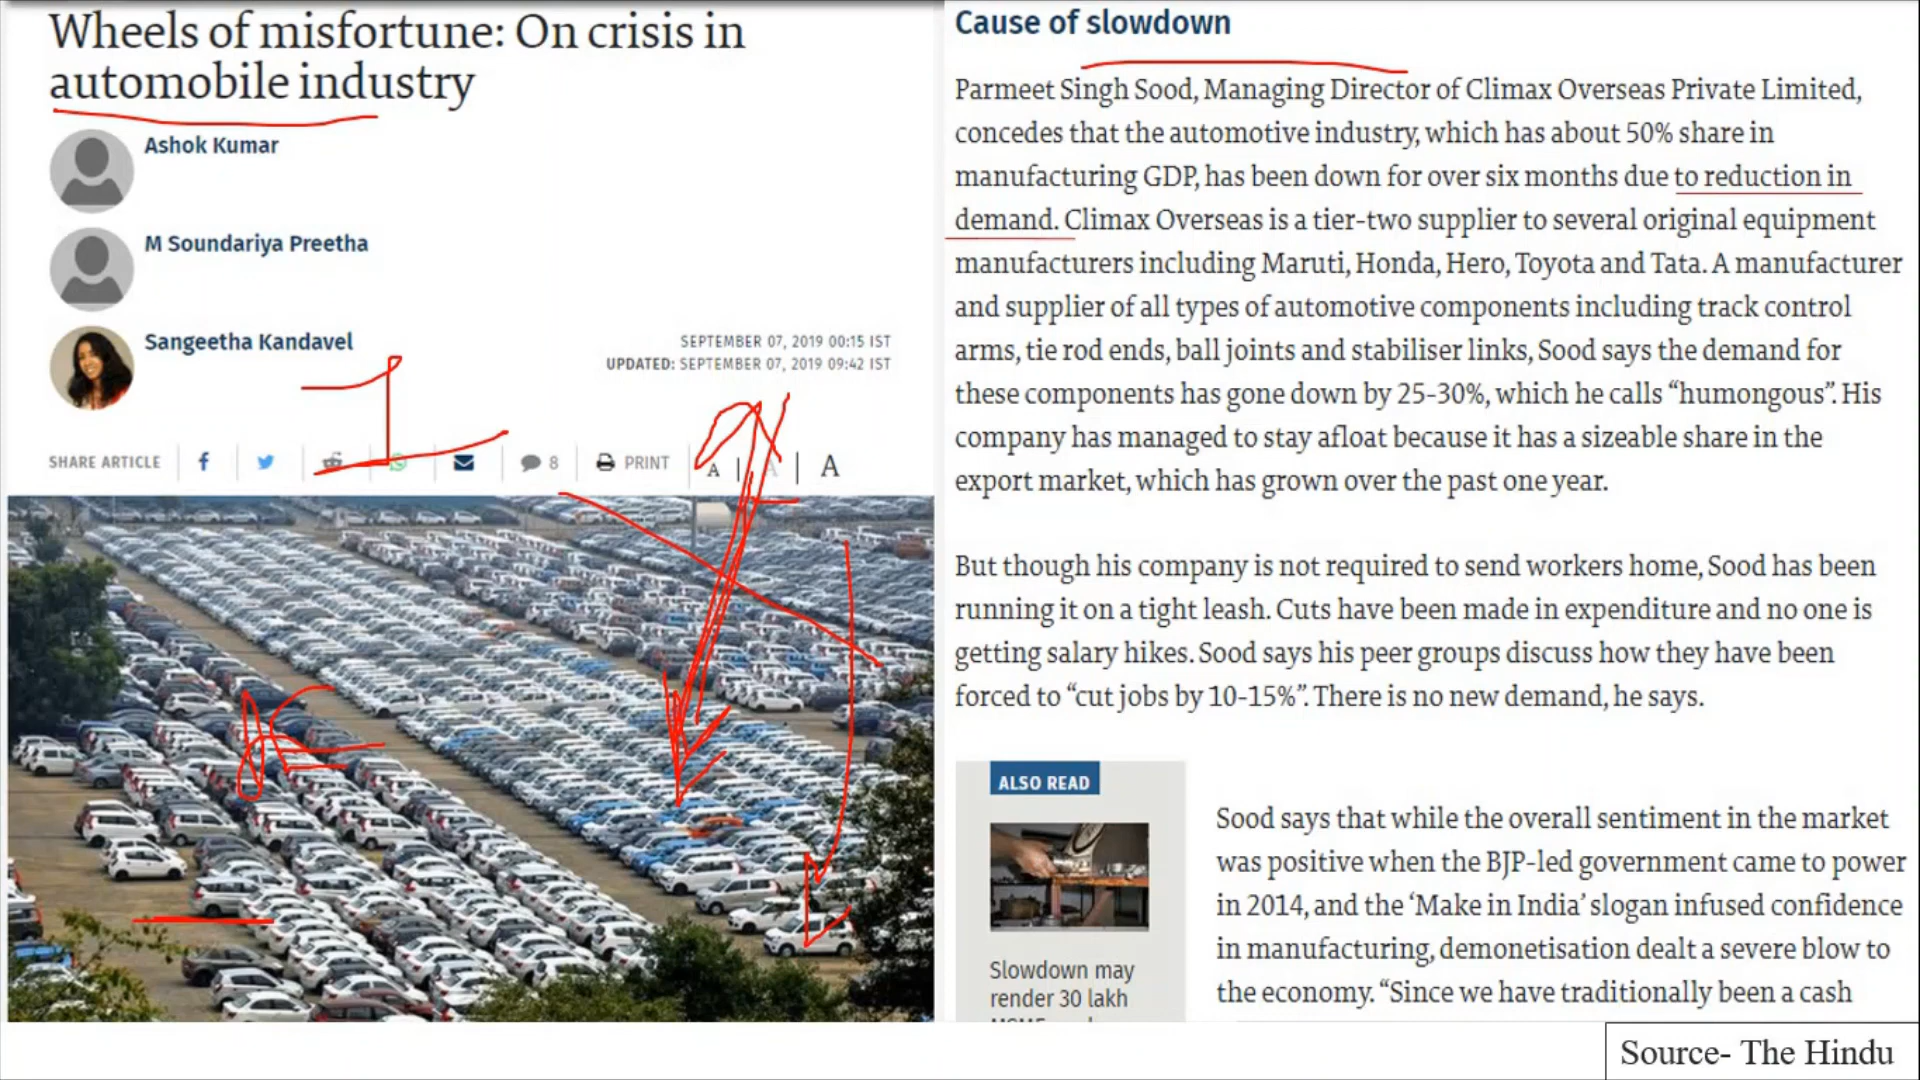 Wheels of misfortune: On crisis in
automobile industry
Ashok Kumar
M Soundariya Preetha
Sangeetha Kandavel
SEPTEMBER 07, 2019 00:15 IST
UPDATED: SEPTEMBER 07, 2019 09:42 IST
SHARE ARTICLE
8
PRINT
A | A | A
Cause of slowdown
Parmeet Singh Sood, Managing Director of Climax Overseas Private Limited,
concedes that the automotive industry, which has about 50% share in
manufacturing GDP, has been down for over six months due to reduction in
demand. Climax Overseas is a tier-two supplier to several original equipment
manufacturers including Maruti, Honda, Hero, Toyota and Tata. A manufacturer
and supplier of all types of automotive components including track control
arms, tie rod ends, ball joints and stabiliser links, Sood says the demand for
these components has gone down by 25-30%, which he calls “humongous”. His
company has managed to stay afloat because it has a sizeable share in the
export market, which has grown over the past one year.
But though his company is not required to send workers home, Sood has been
running it on a tight leash. Cuts have been made in expenditure and no one is
getting salary hikes. Sood says his peer groups discuss how they have been
forced to “cut jobs by 10-15%”. There is no new demand, he says.
ALSO READ
Slowdown may
render 30 lakh
Sood says that while the overall sentiment in the market
was positive when the BJP-led government came to power
in 2014, and the ‘Make in India’ slogan infused confidence
in manufacturing, demonetisation dealt a severe blow to
the economy. “Since we have traditionally been a cash
Source- The Hindu